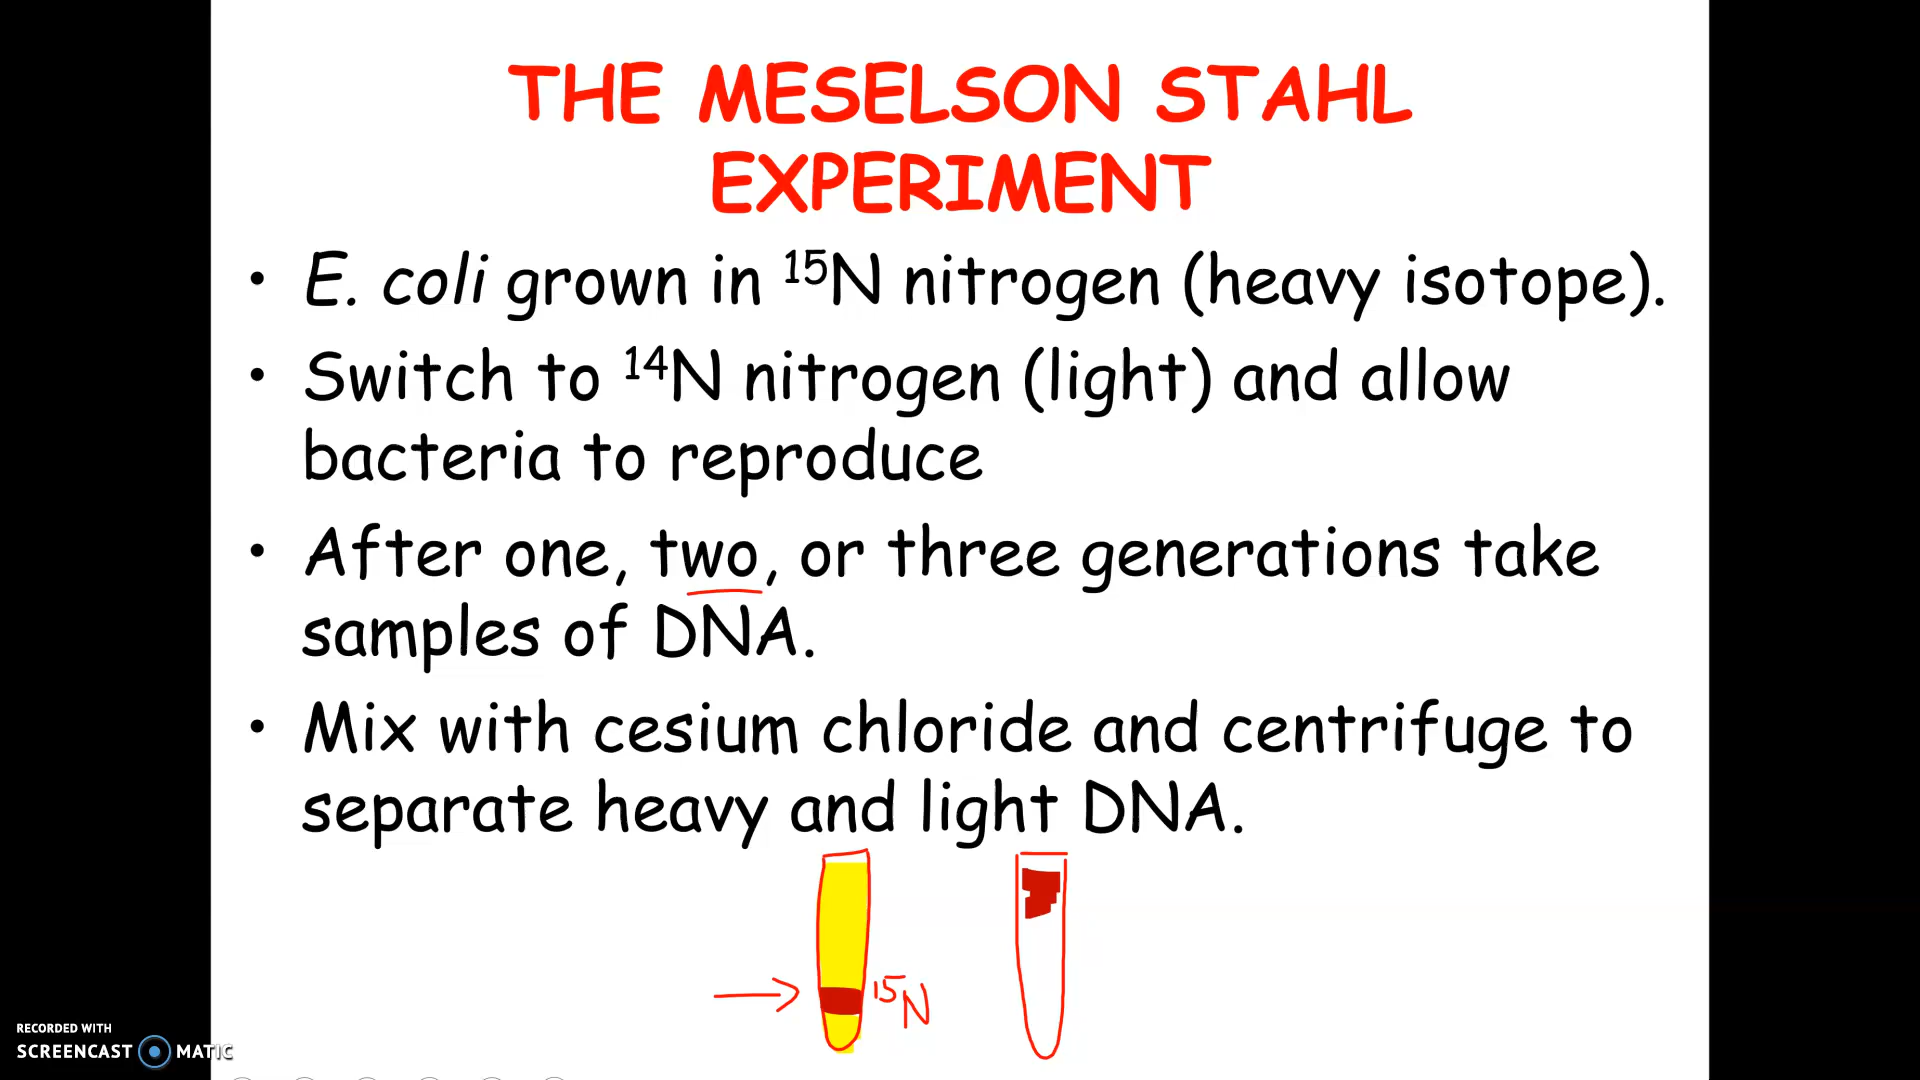 THE MESELSON STAHL
EXPERIMENT
• E. coli grown in ¹⁵N nitrogen (heavy isotope).
• Switch to ¹⁴N nitrogen (light) and allow
bacteria to reproduce
• After one, two, or three generations take
samples of DNA.
• Mix with cesium chloride and centrifuge to
separate heavy and light DNA.
¹⁵N
RECORDED WITH
SCREENCAST MATIC